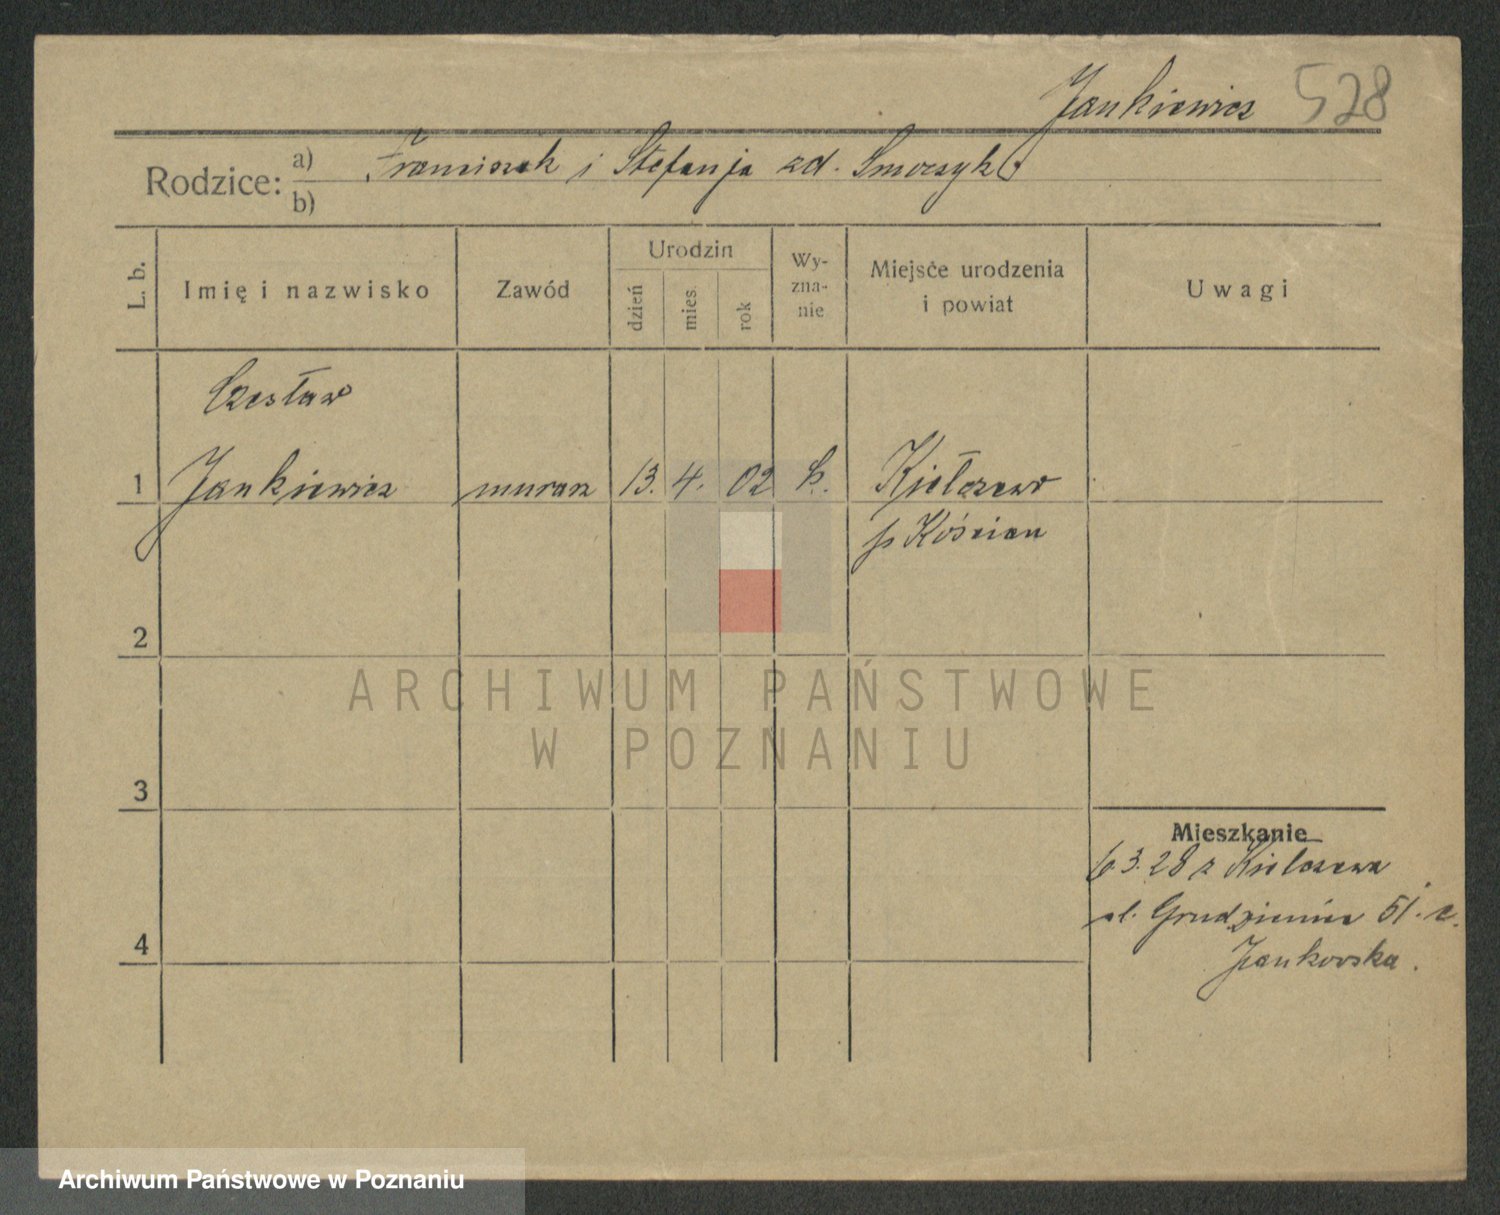 Jankiewicz 528
Rodzice: a) Franciszek i Stefanja zd. Smorzyk
b)
L. b.
Imię i nazwisko
Zawód
Urodzin
dzień
mies.
rok
Wy-
zna-
nie
Miejsce urodzenia
i powiat
Uwagi
Czesław
1 Jankiewicz murarz 13. 4. 02 k. Kiełczewo
p Kościan
2
3
4
Mieszkanie
6 3. 28 z Kiełczewa
ul. Grudzieniec 51.
Jankowska.
ARCHIWUM PAŃSTWOWE
W POZNANIU
Archiwum Państwowe w Poznaniu